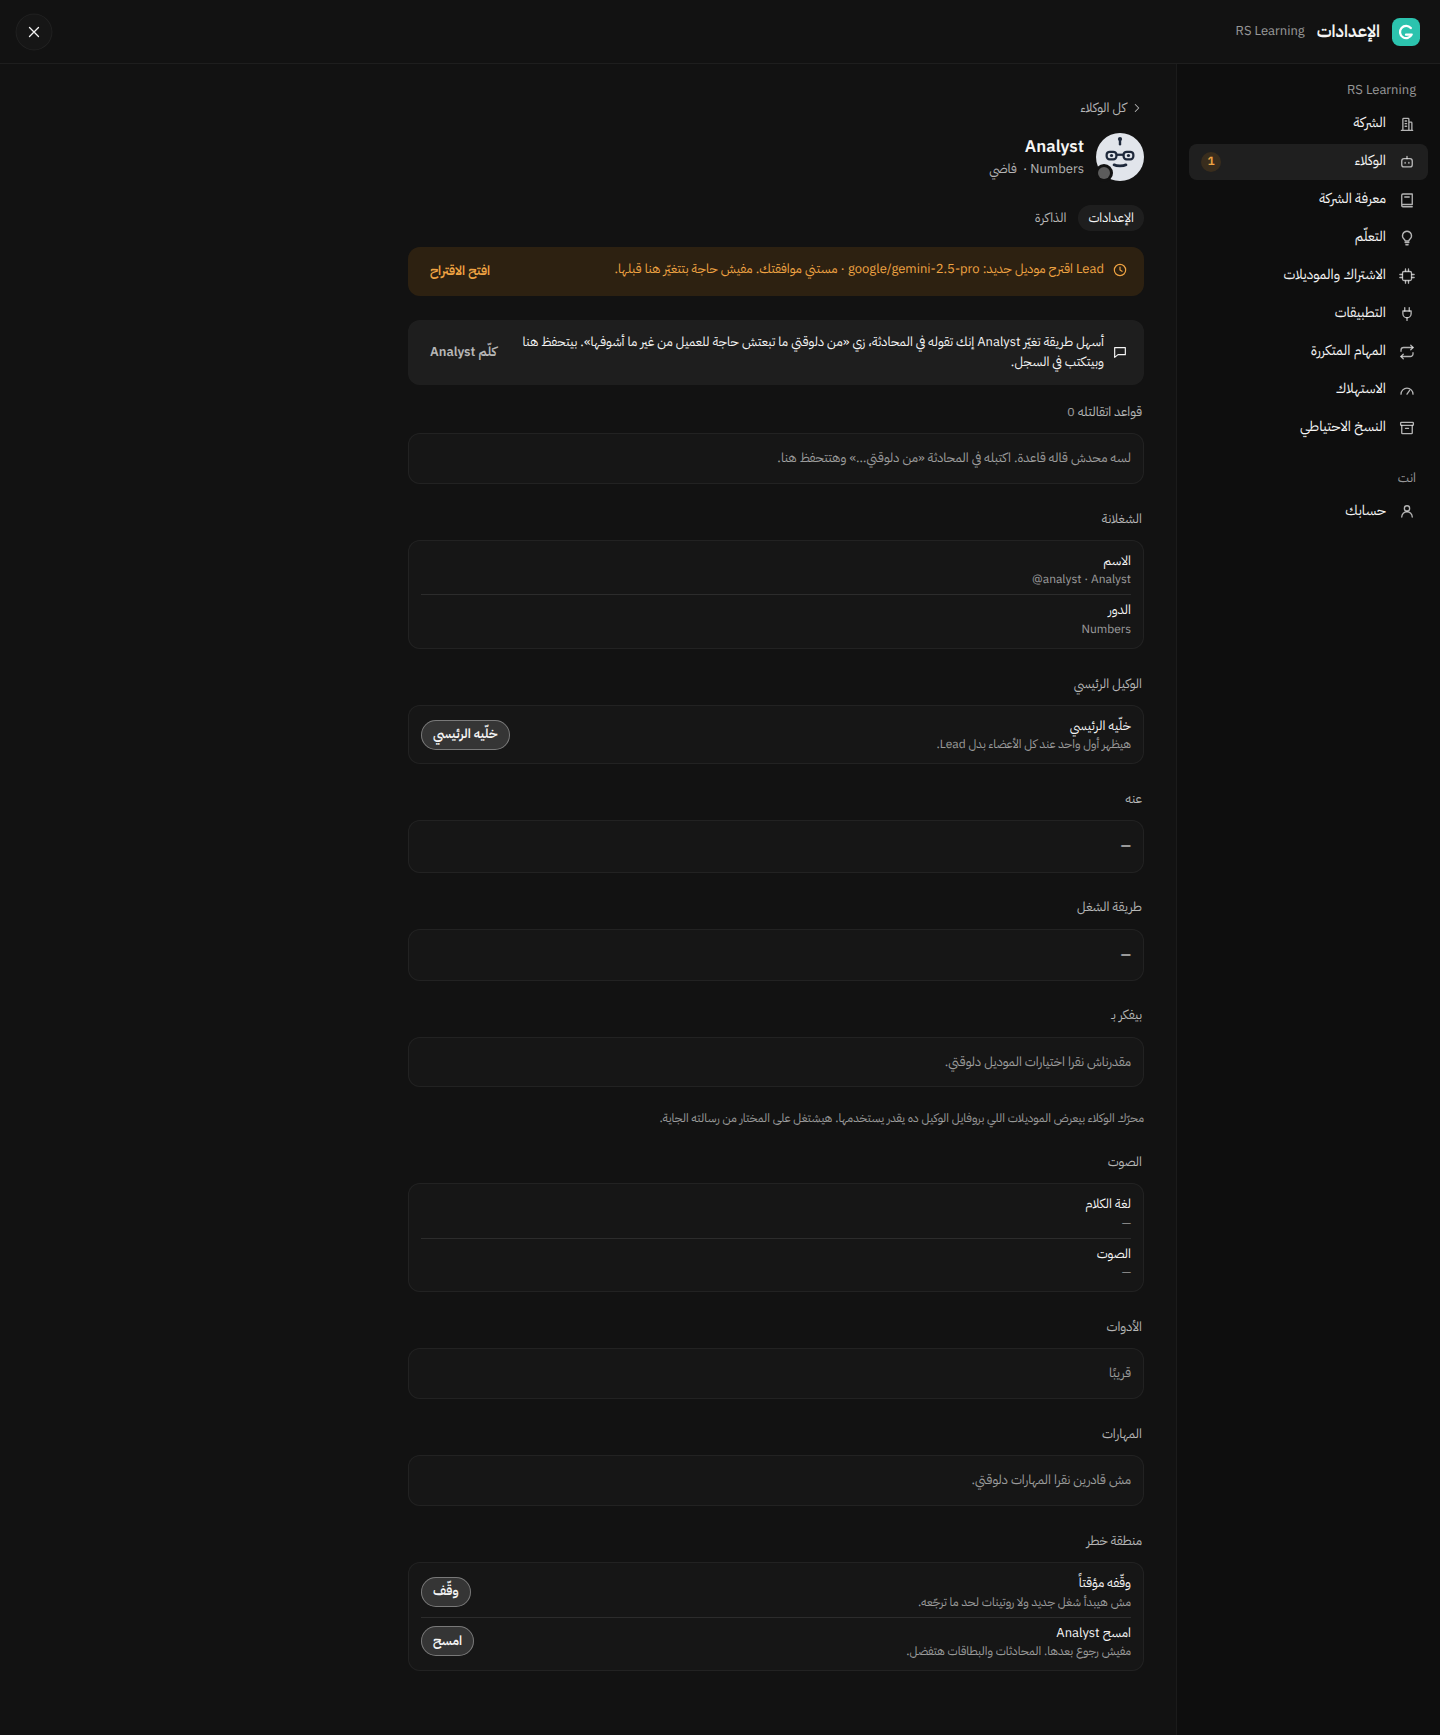 الإعدادات RS Learning
RS Learning
الشركة
الوكلاء 1
معرفة الشركة
التعلّم
الاشتراك والموديلات
التطبيقات
المهام المتكررة
الاستهلاك
النسخ الاحتياطي
انت
حسابك
كل الوكلاء
Analyst
Numbers · فاضي
الإعدادات الذاكرة
Lead اقترح موديل جديد: google/gemini-2.5-pro · مستني موافقتك. مفيش حاجة بتتغيّر هنا قبلها.
افتح الاقتراح
أسهل طريقة تغيّر Analyst إنك تقوله في المحادثة، زي «من دلوقتي ما تبعتش حاجة للعميل من غير ما أشوفها». بيتحفظ هنا
وبيتكتب في السجل.
كلّم Analyst
قواعد اتقالتله 0
لسه محدش قاله قاعدة. اكتبله في المحادثة «من دلوقتي...» وهتتحفظ هنا.
الشغلانة
الاسم
@analyst · Analyst
الدور
Numbers
الوكيل الرئيسي
خلّيه الرئيسي
هيظهر أول واحد عند كل الأعضاء بدل Lead.
خلّيه الرئيسي
عنه
—
طريقة الشغل
—
بيفكر بـ
مقدرناش نقرا اختيارات الموديل دلوقتي.
محرّك الوكلاء بيعرض الموديلات اللي بروفايل الوكيل ده يقدر يستخدمها. هيشتغل على المختار من رسالته الجاية.
الصوت
لغة الكلام
—
الصوت
—
الأدوات
قريبًا
المهارات
مش قادرين نقرا المهارات دلوقتي.
منطقة خطر
وقّفه مؤقتاً
مش هيبدأ شغل جديد ولا روتينات لحد ما ترجّعه.
وقّف
امسح Analyst
مفيش رجوع بعدها. المحادثات والبطاقات هتفضل.
امسح